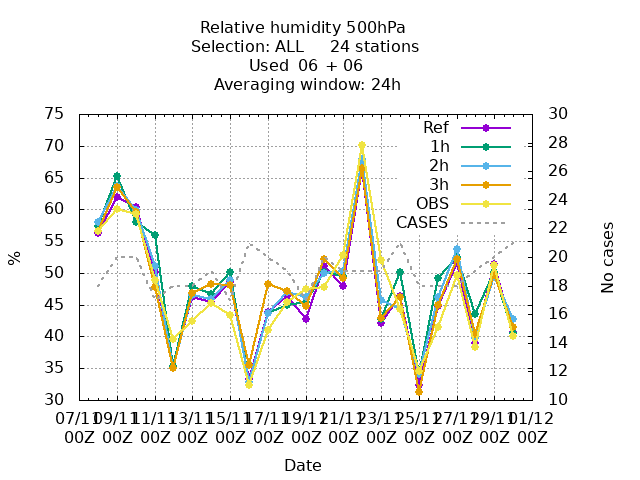 Relative humidity 500hPa
Selection: ALL 24 stations
Used 06 + 06
Averaging window: 24h
75
70
65
60
55
50
45
40
35
30
%
30
28
26
24
22
20
18
16
14
12
10
No cases
Ref
1h
2h
3h
OBS
CASES
07/11 09/11 11/11 13/11 15/11 17/11 19/11 21/11 23/11 25/11 27/11 29/11 01/12
00Z 00Z 00Z 00Z 00Z 00Z 00Z 00Z 00Z 00Z 00Z 00Z 00Z
Date